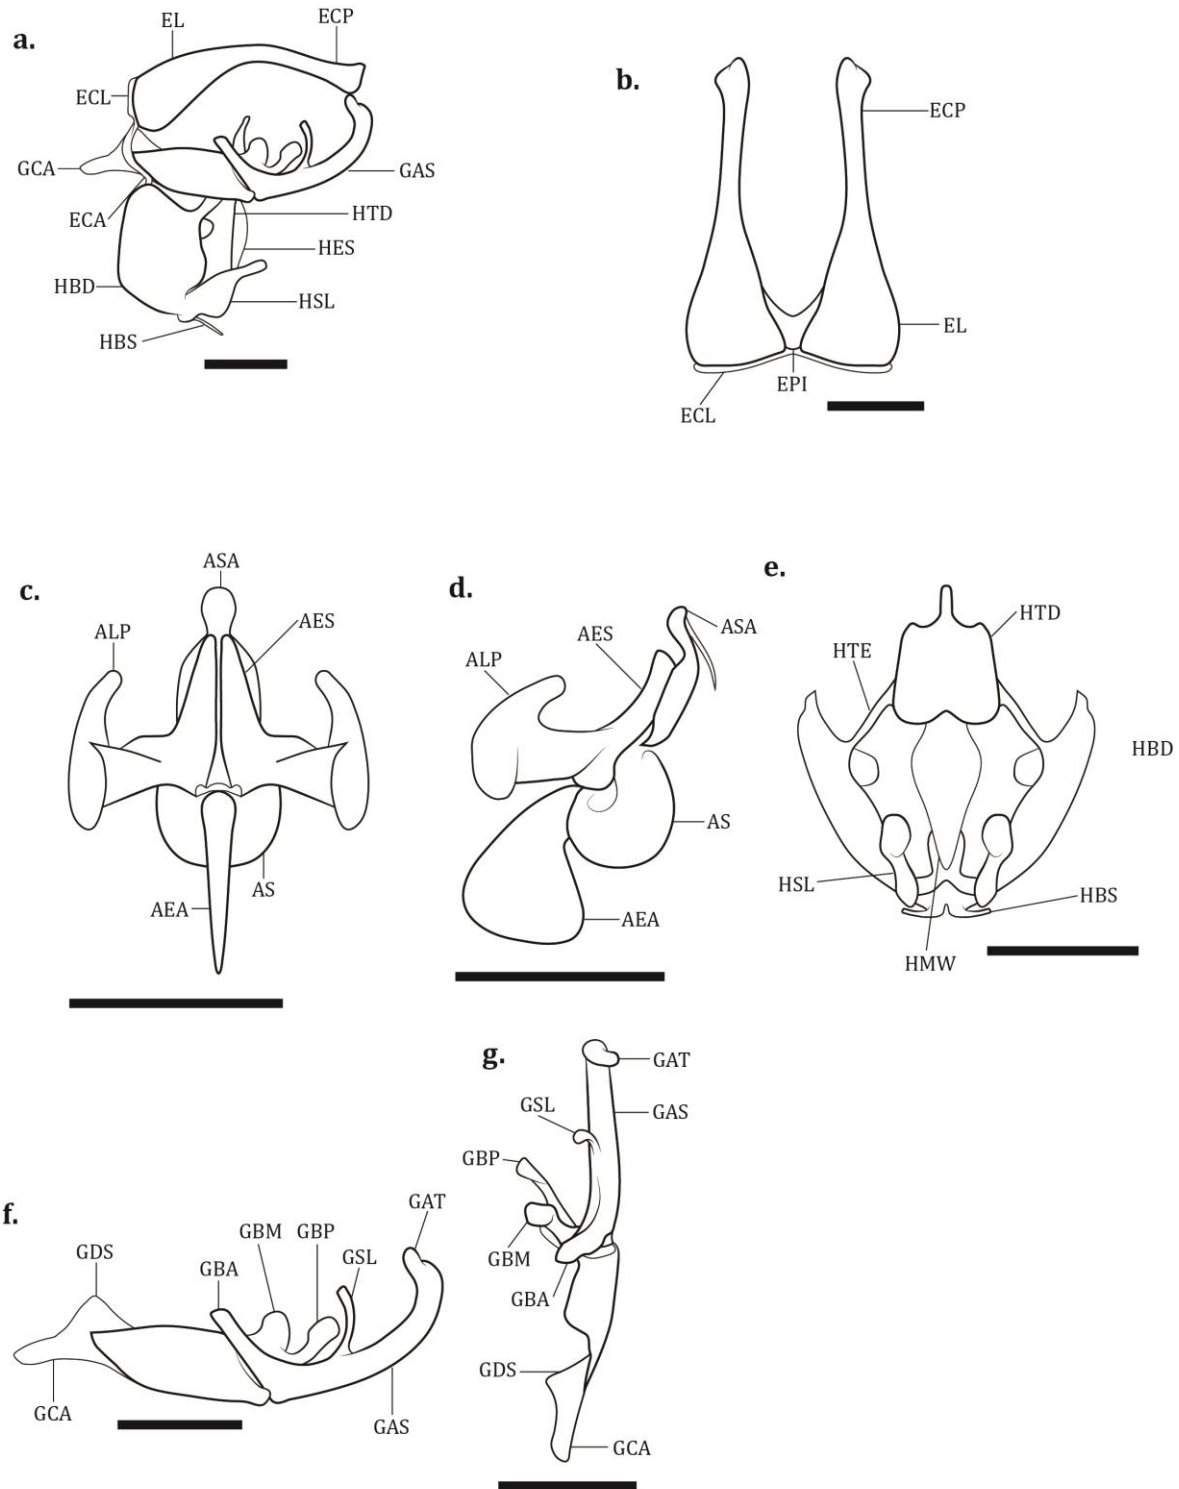 a.
EL
ECP
ECL
GCA
GAS
ECA
HTD
HES
HBD
HSL
HBS
b.
ECP
EL
EPI
ECL
c.
ASA
AES
ALP
AS
AEA
d.
ASA
AES
ALP
AS
AEA
e.
HTD
HTE
HBD
HSL
HBS
HMW
f.
GAT
GBM
GBP
GSL
GDS
GBA
GCA
GAS
g.
GAT
GAS
GSL
GBP
GBM
GBA
GDS
GCA